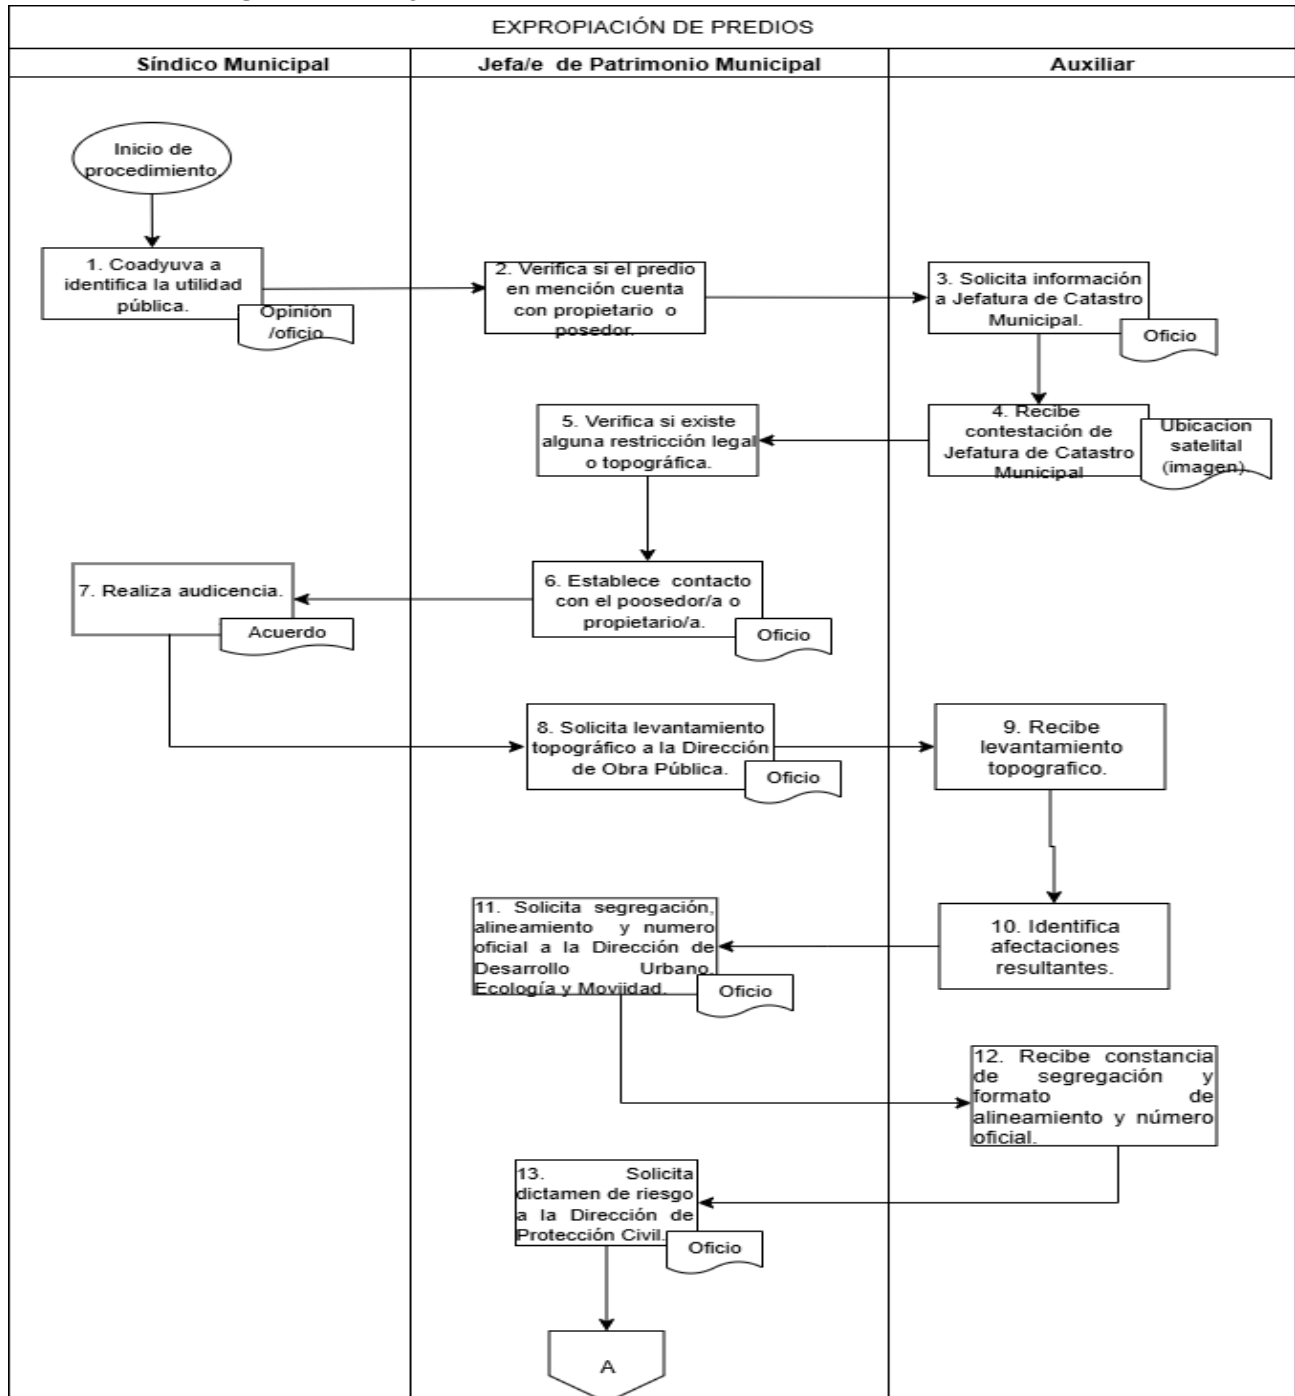 EXPROPIACIÓN DE PREDIOS
Síndico Municipal
Jefa/e de Patrimonio Municipal
Auxiliar
Inicio de
procedimiento.
1. Coadyuva a
identifica la utilidad
pública.
Opinión
/oficio
2. Verifica si el predio
en mención cuenta
con propietario o
posedor.
3. Solicita información
a Jefatura de Catastro
Municipal.
Oficio
4. Recibe
contestación de
Jefatura de Catastro
Municipal
Ubicacion
satelital
(imagen).
5. Verifica si existe
alguna restricción legal
o topográfica.
6. Establece contacto
con el poosedor/a o
propietario/a.
Oficio
7. Realiza audicencia.
Acuerdo
8. Solicita levantamiento
topográfico a la Dirección
de Obra Pública.
Oficio
9. Recibe
levantamiento
topografico.
10. Identifica
afectaciones
resultantes.
11. Solicita segregación,
alineamiento y numero
oficial a la Dirección de
Desarrollo Urbano,
Ecología y Moviidad.
Oficio
12. Recibe constancia
de segregación y
formato de
alineamiento y número
oficial.
13. Solicita
dictamen de riesgo
a la Dirección de
Protección Civil.
Oficio
A